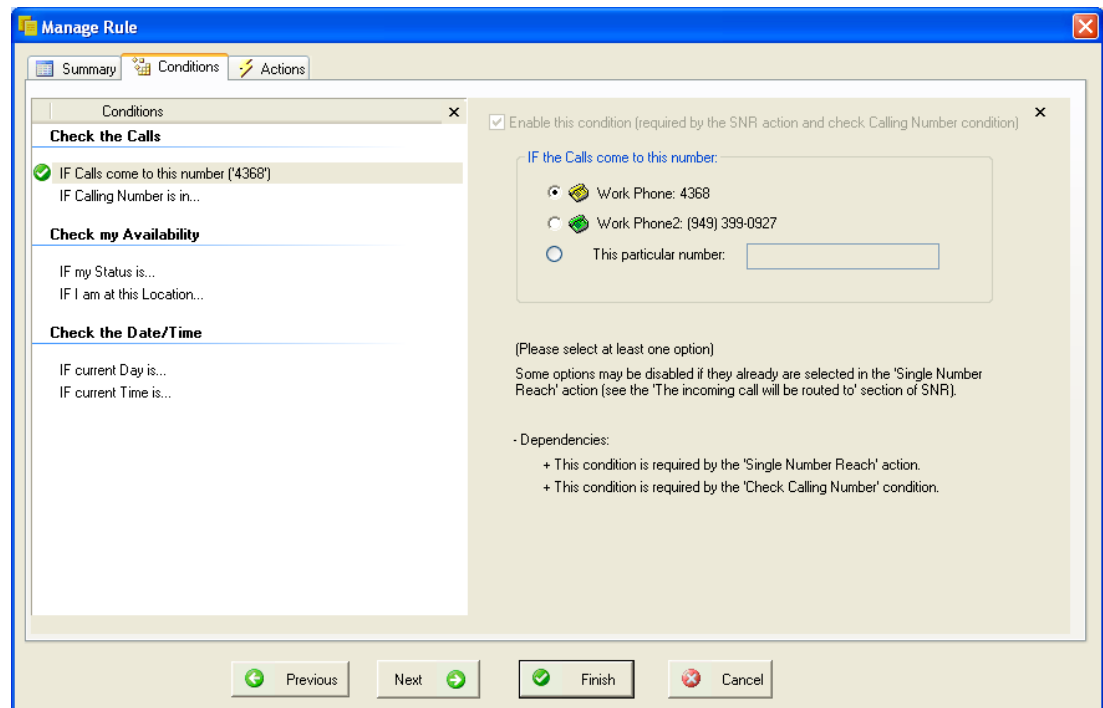 Manage Rule
Summary
Conditions
Actions
Conditions
Check the Calls
IF Calls come to this number ('4368')
IF Calling Number is in...
Check my Availability
IF my Status is...
IF I am at this Location...
Check the Date/Time
IF current Day is...
IF current Time is...
Enable this condition (required by the SNR action and check Calling Number condition)
IF the Calls come to this number:
Work Phone: 4368
Work Phone2: (949) 399-0927
This particular number:
(Please select at least one option)
Some options may be disabled if they already are selected in the 'Single Number
Reach' action (see the 'The incoming call will be routed to' section of SNR).
- Dependencies:
+ This condition is required by the 'Single Number Reach' action.
+ This condition is required by the 'Check Calling Number' condition.
Previous
Next
Finish
Cancel